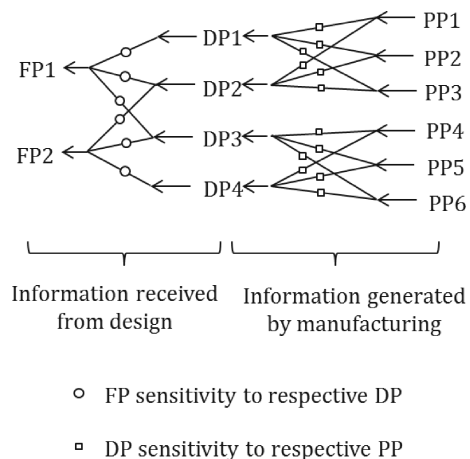 PP1
DP1
PP2
FP1
DP2
PP3
DP3
PP4
FP2
PP5
DP4
PP6
Information received
from design
Information generated
by manufacturing
FP sensitivity to respective DP
DP sensitivity to respective PP